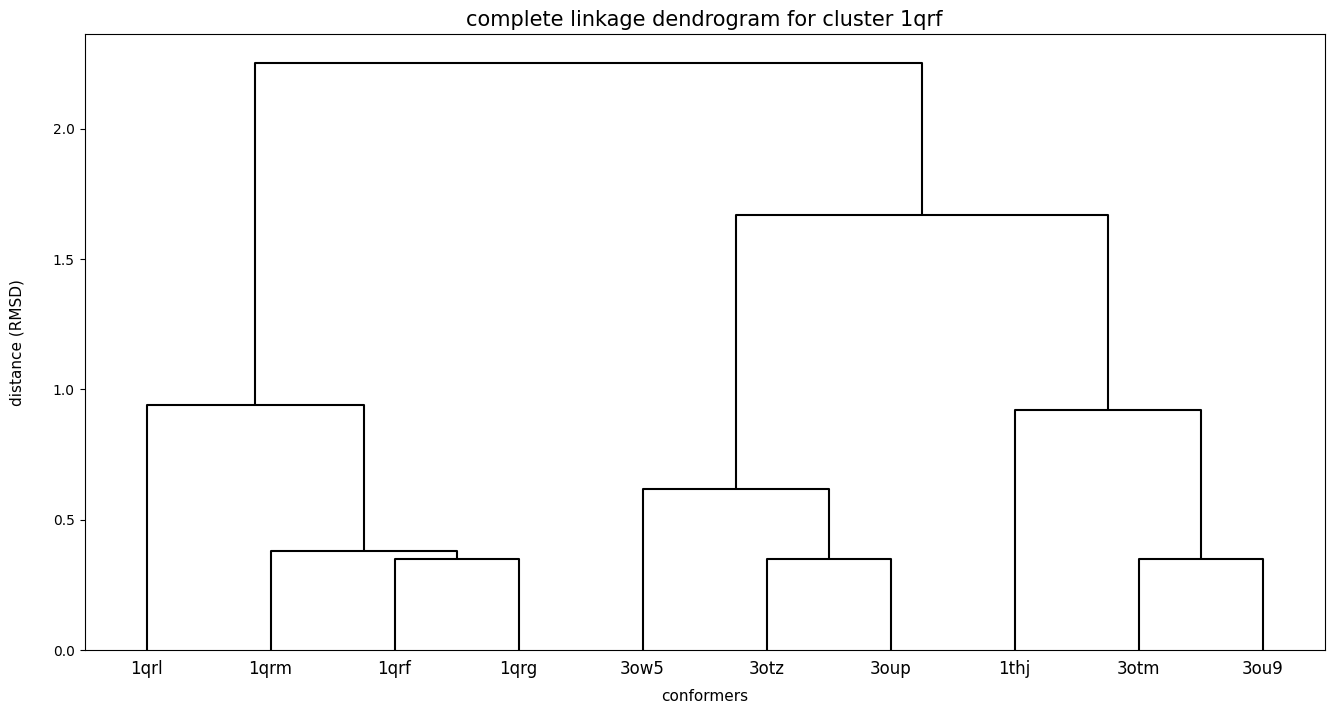 complete linkage dendrogram for cluster 1qrf
distance (RMSD)
2.0
1.5
1.0
0.5
0.0
1qrl 1qrm 1qrf 1qrg 3ow5 3otz 3oup 1thj 3otm 3ou9
conformers